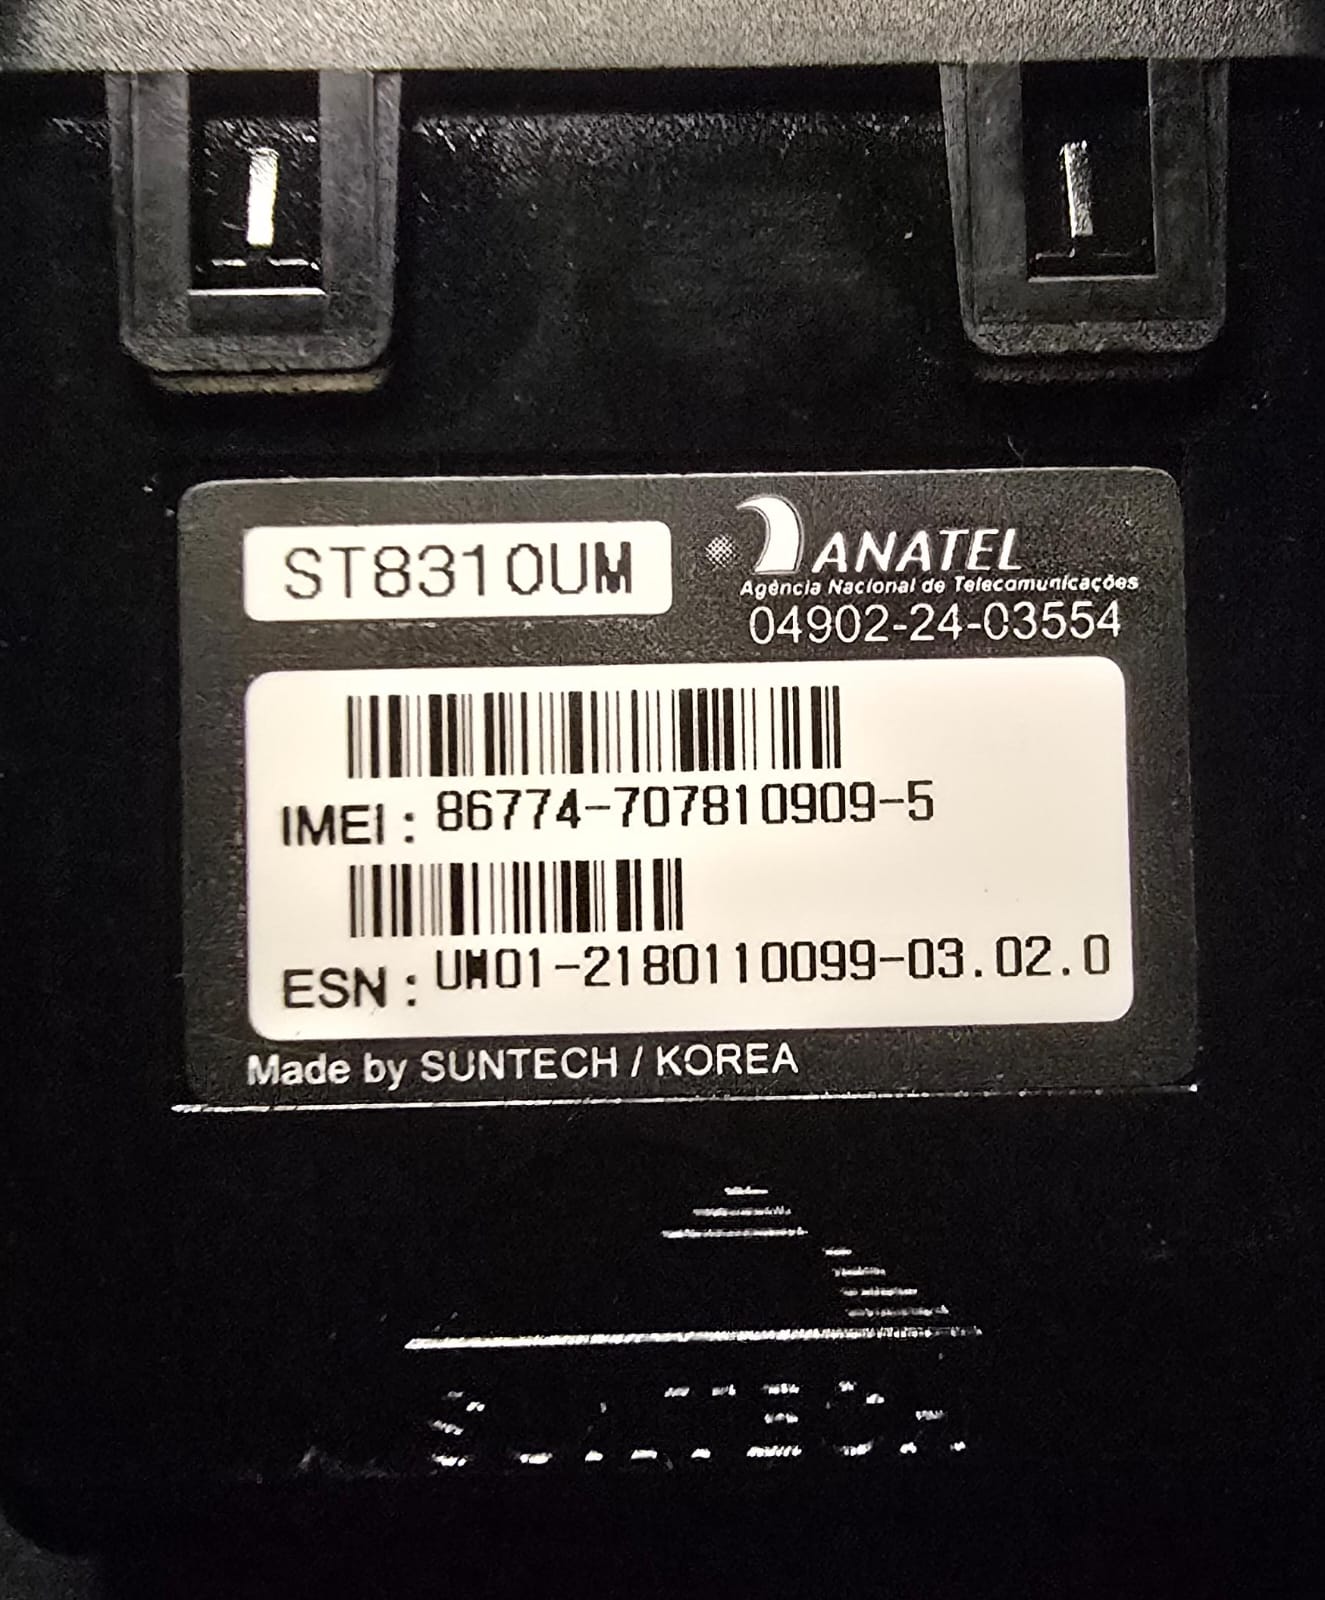 ST8310UM
ANATEL
Agência Nacional de Telecomunicações
04902-24-03554
IMEI : 86774-707810909-5
ESN : UM01-2180110099-03.02.0
Made by SUNTECH / KOREA
SUNTECH